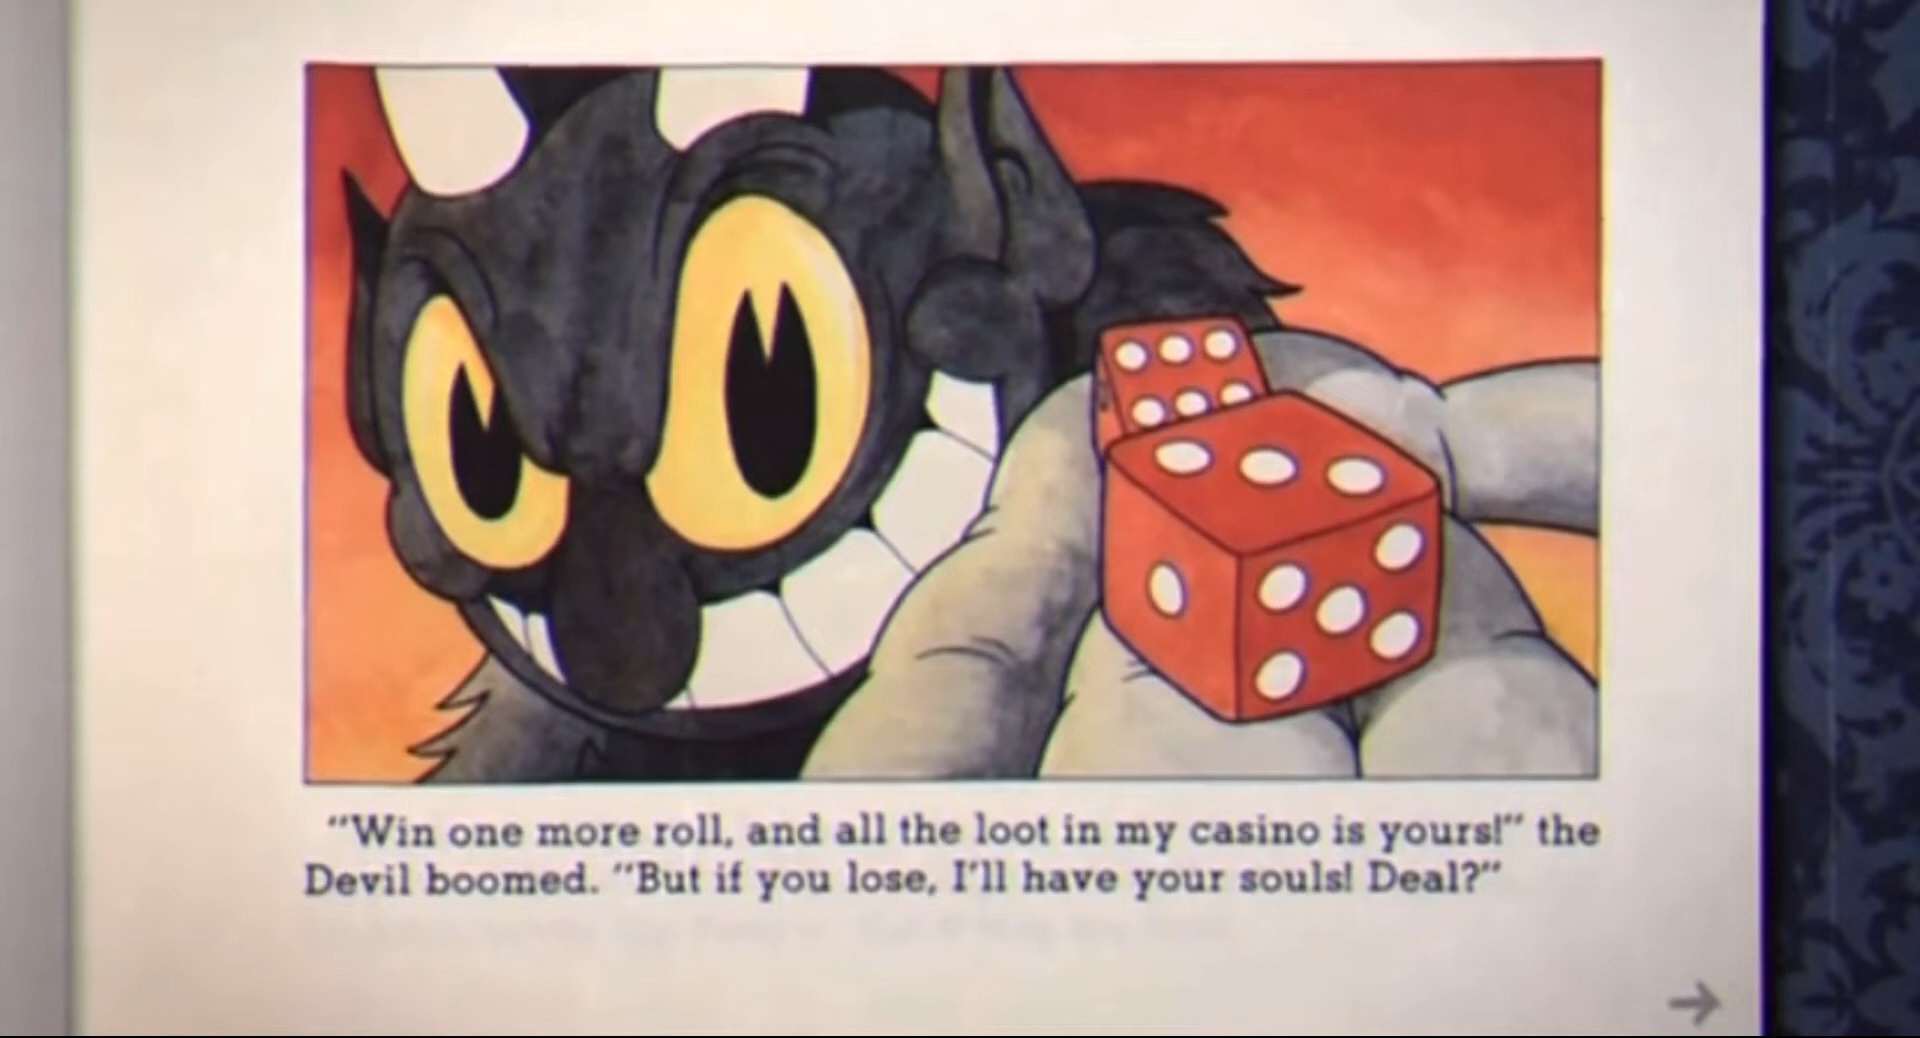 “Win one more roll, and all the loot in my casino is yours!” the
Devil boomed. “But if you lose, I’ll have your souls! Deal?”